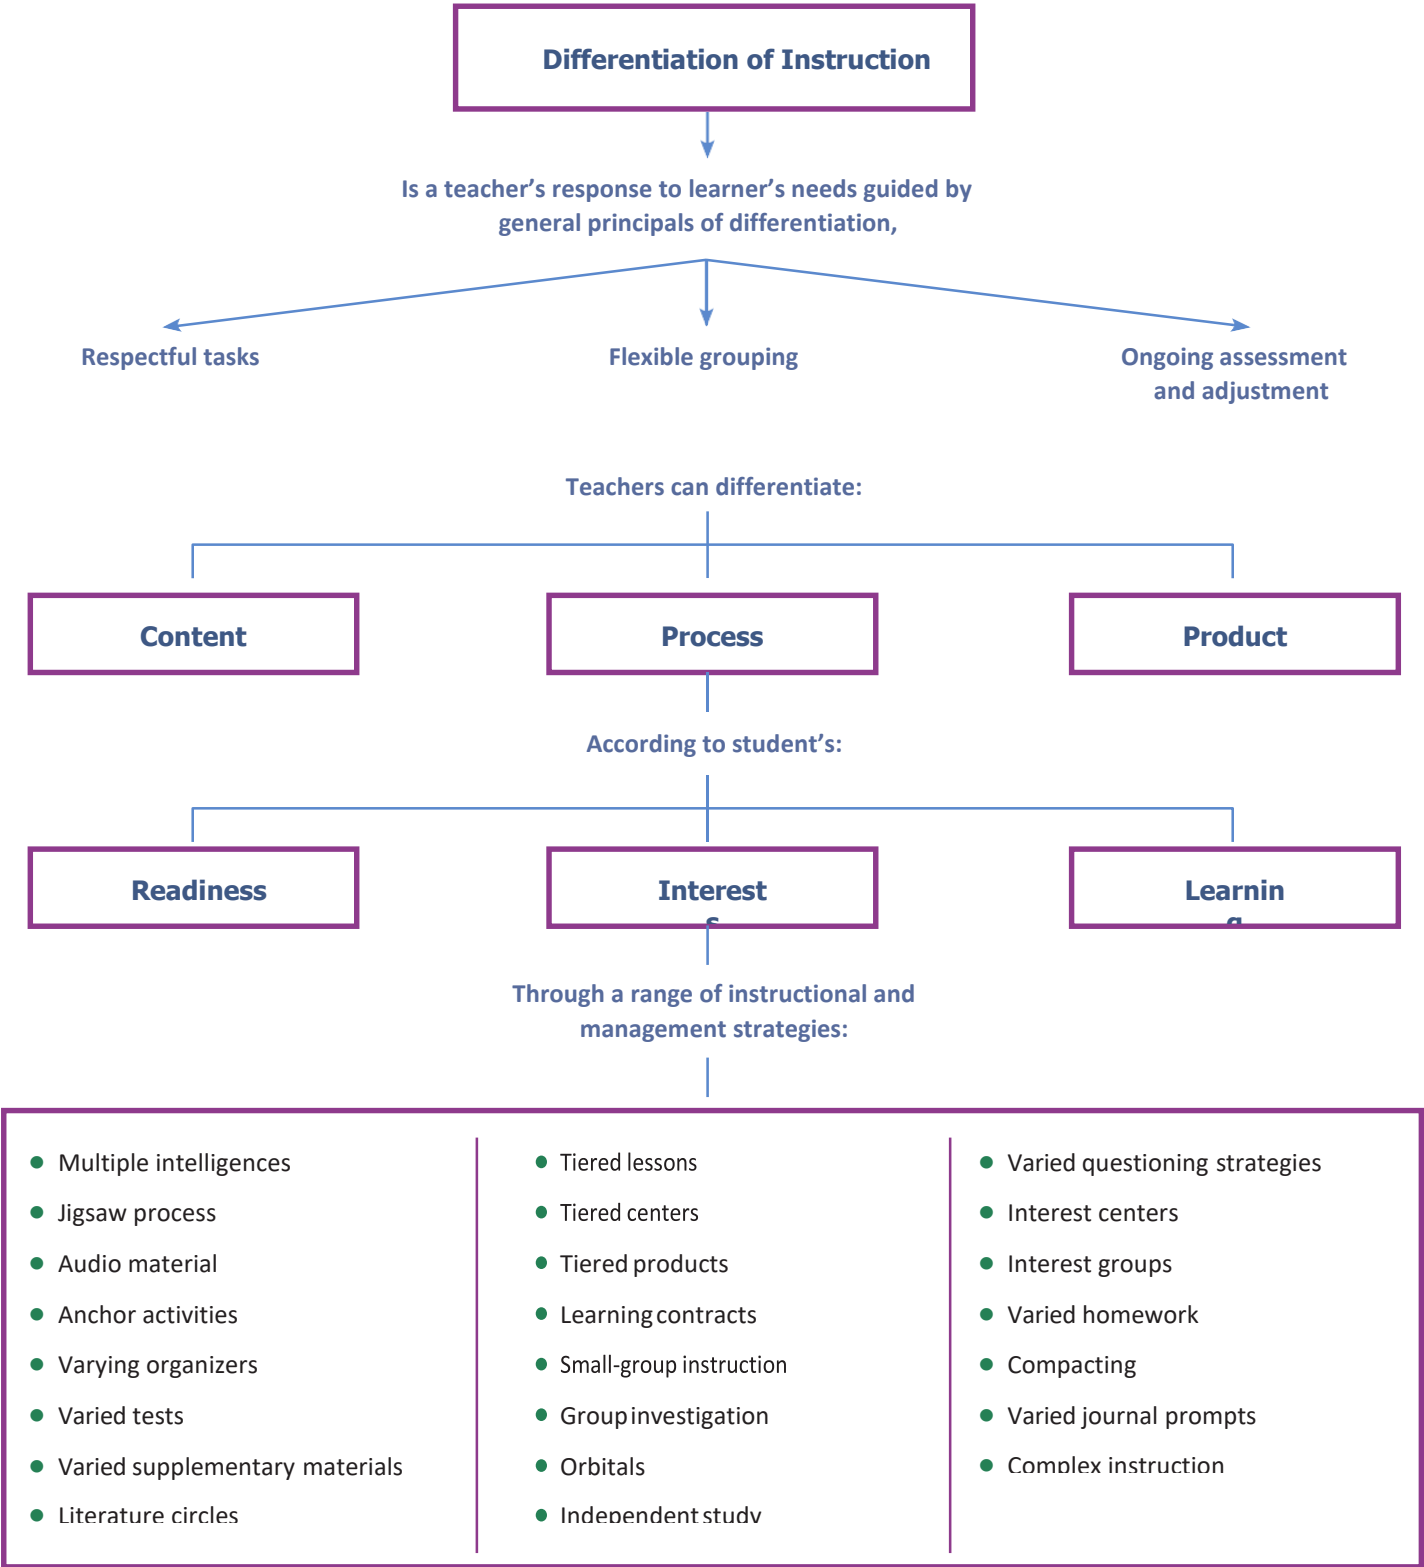 Differentiation of Instruction
Is a teacher’s response to learner’s needs guided by
general principals of differentiation,
Respectful tasks
Flexible grouping
Ongoing assessment
and adjustment
Teachers can differentiate:
Content
Process
Product
According to student’s:
Readiness
Interest
s
Learnin
g
Through a range of instructional and
management strategies:
Multiple intelligences
Jigsaw process
Audio material
Anchor activities
Varying organizers
Varied tests
Varied supplementary materials
Literature circles
Tiered lessons
Tiered centers
Tiered products
Learning contracts
Small-group instruction
Group investigation
Orbitals
Independent study
Varied questioning strategies
Interest centers
Interest groups
Varied homework
Compacting
Varied journal prompts
Complex instruction